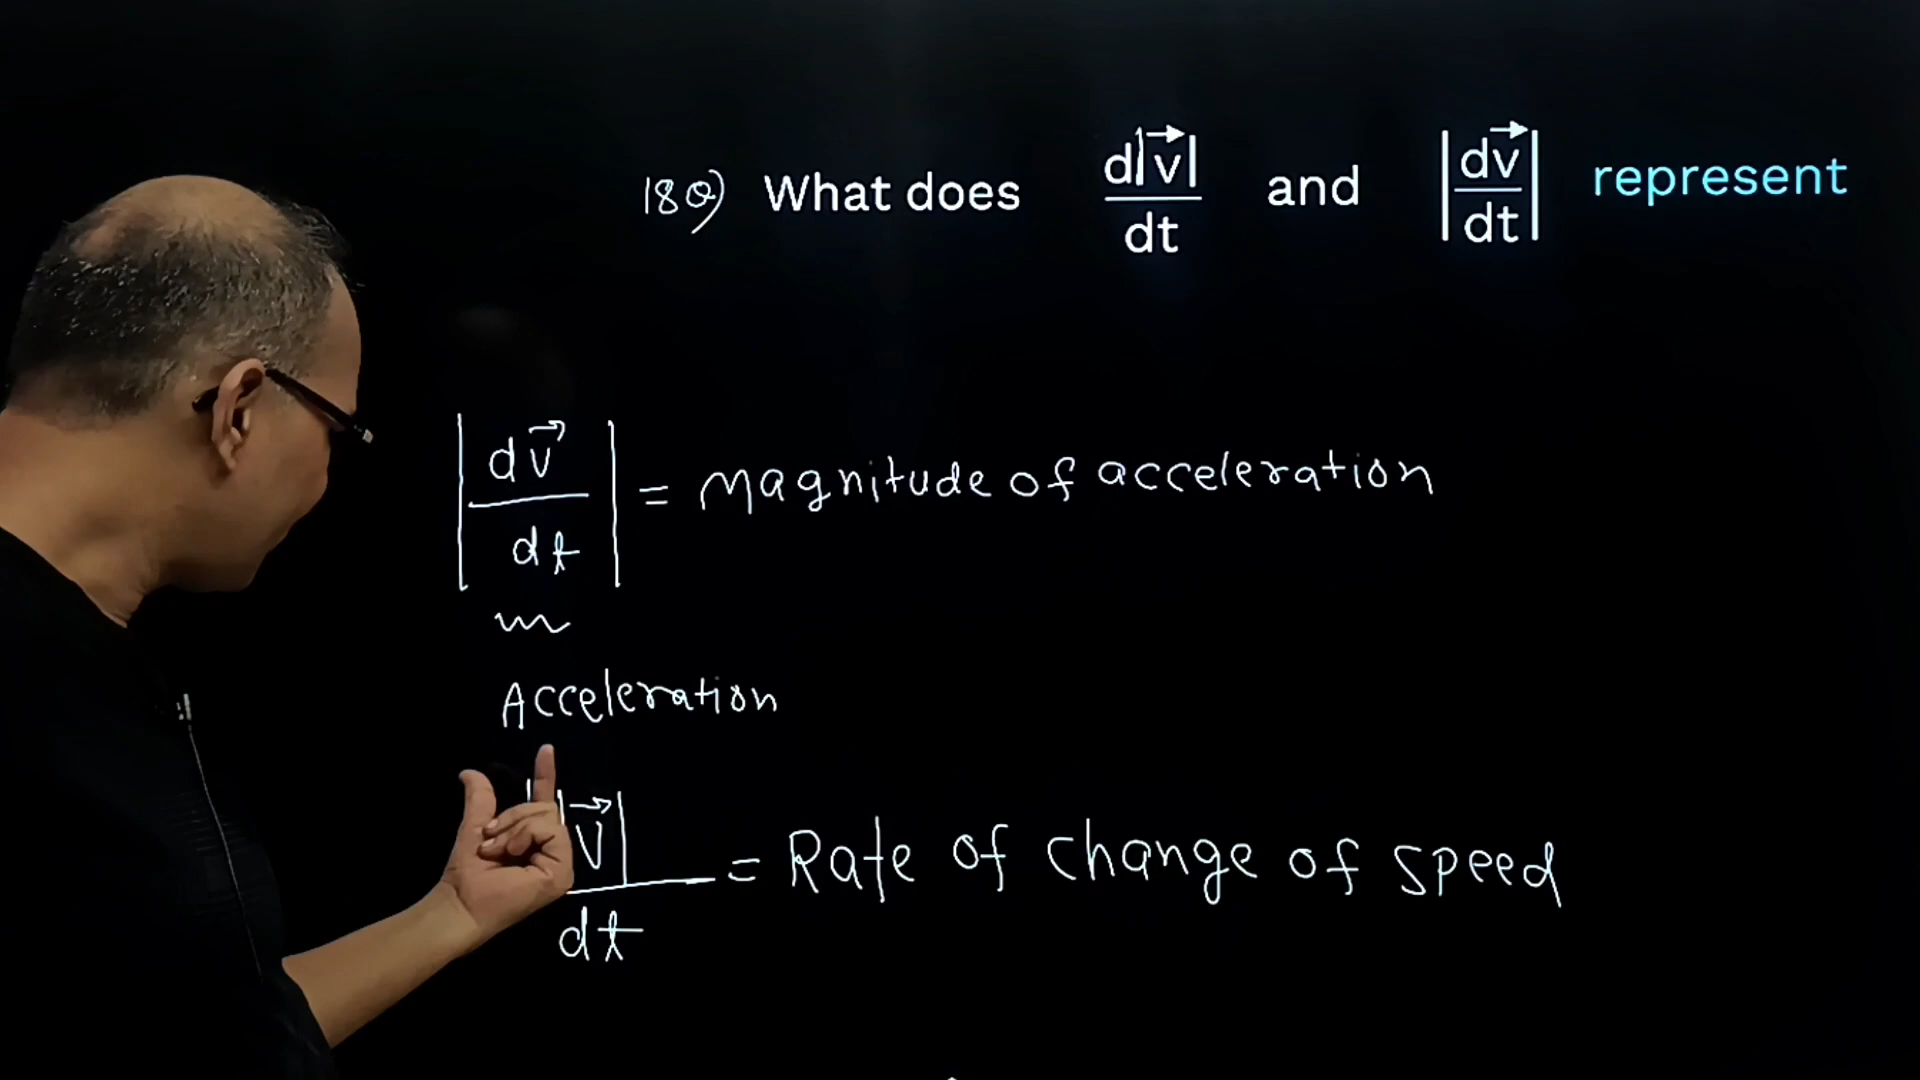 18Q) What does d|v⃗|/dt and |dv⃗/dt| represent
|dv⃗/dt| = Magnitude of acceleration
Acceleration
|v⃗|/dt = Rate of change of speed